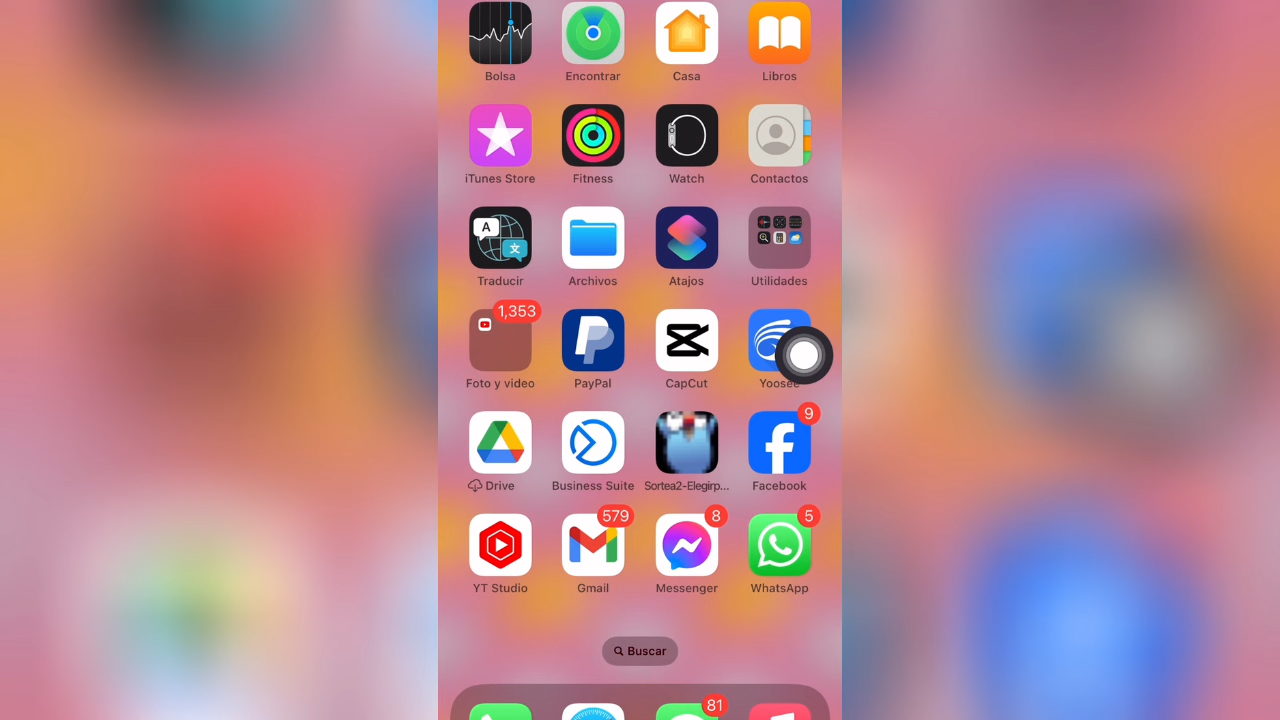 Bolsa Encontrar Casa Libros
iTunes Store Fitness Watch Contactos
A
文
Traducir Archivos Atajos Utilidades
1,353
Foto y video PayPal CapCut Yoosee
9
Drive Business Suite Sortea2-Elegirp... Facebook
579 8 5
YT Studio Gmail Messenger WhatsApp
Buscar
81